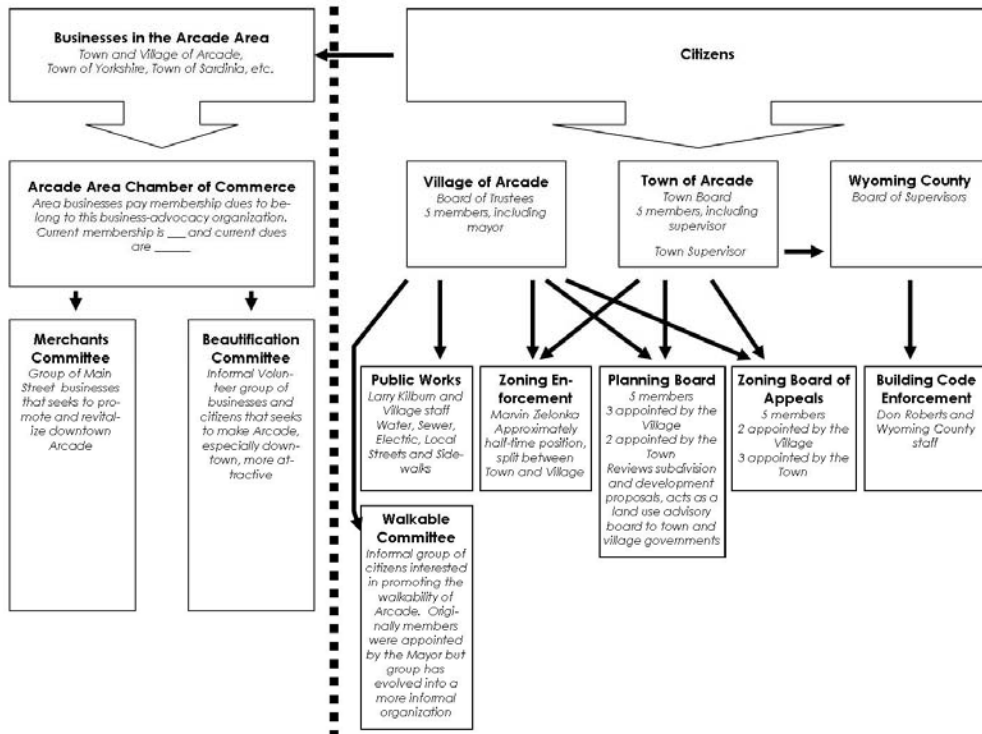 Businesses in the Arcade Area
Town and Village of Arcade,
Town of Yorkshire, Town of Sardinia, etc.
Citizens
Arcade Area Chamber of Commerce
Area businesses pay membership dues to be-
long to this business-advocacy organization.
Current membership is ___ and current dues
are _____
Village of Arcade
Board of Trustees
5 members, including
mayor
Town of Arcade
Town Board
5 members, including
supervisor
Town Supervisor
Wyoming County
Board of Supervisors
Merchants
Committee
Group of Main
Street businesses
that seeks to pro-
mote and revital-
ize downtown
Arcade
Beautification
Committee
Informal Volun-
teer group of
businesses and
citizens that seeks
to make Arcade,
especially down-
town, more at-
tractive
Public Works
Larry Kilburn and
Village staff
Water, Sewer,
Electric, Local
Streets and Side-
walks
Zoning En-
forcement
Marvin Zielonka
Approximately
half-time position,
split between
Town and Village
Planning Board
5 members
3 appointed by the
Village
2 appointed by the
Town
Reviews subdivision
and development
proposals, acts as a
land use advisory
board to town and
village governments
Zoning Board of
Appeals
5 members
2 appointed by the
Village
3 appointed by the
Town
Building Code
Enforcement
Don Roberts and
Wyoming County
staff
Walkable
Committee
Informal group of
citizens interested
in promoting the
walkability of
Arcade. Origi-
nally members
were appointed
by the Mayor but
group has
evolved into a
more informal
organization